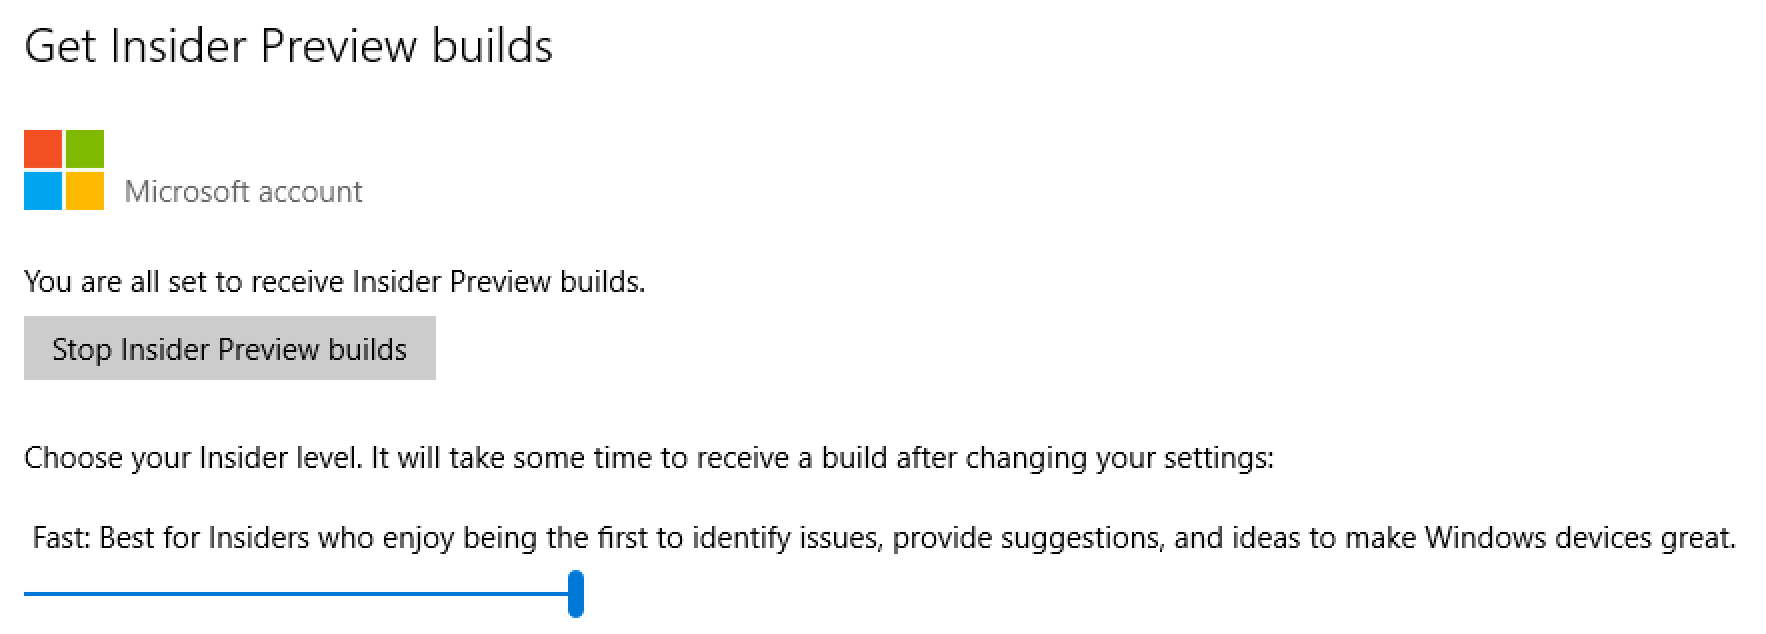 Get Insider Preview builds
Microsoft account
You are all set to receive Insider Preview builds.
Stop Insider Preview builds
Choose your Insider level. It will take some time to receive a build after changing your settings:
Fast: Best for Insiders who enjoy being the first to identify issues, provide suggestions, and ideas to make Windows devices great.